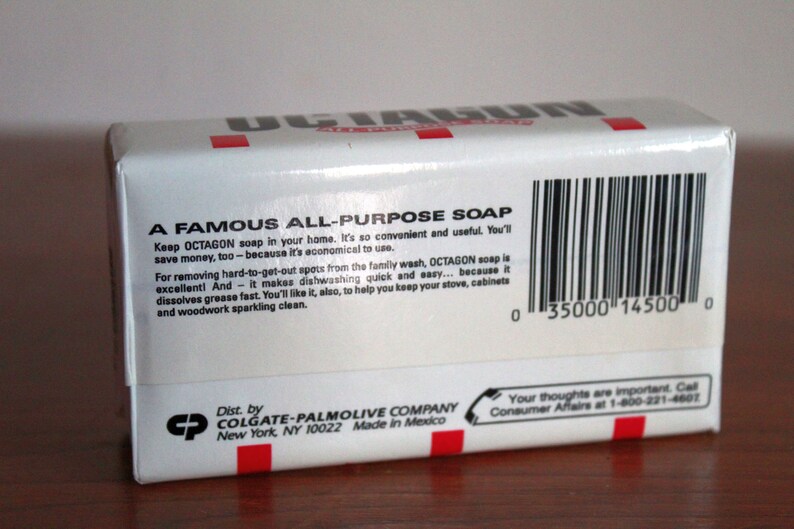 OCTAGON
ALL PURPOSE SOAP
A FAMOUS ALL-PURPOSE SOAP
Keep OCTAGON soap in your home. It's so convenient and useful. You'll
save money, too – because it's economical to use.
For removing hard-to-get-out spots from the family wash, OCTAGON soap is
excellent! And – it makes dishwashing quick and easy... because it
dissolves grease fast. You'll like it, also, to help you keep your stove, cabinets
and woodwork sparkling clean.
0 35000 14500 0
CP
Dist. by
COLGATE-PALMOLIVE COMPANY
New York, NY 10022 Made in Mexico
Your thoughts are important. Call
Consumer Affairs at 1-800-221-4607.